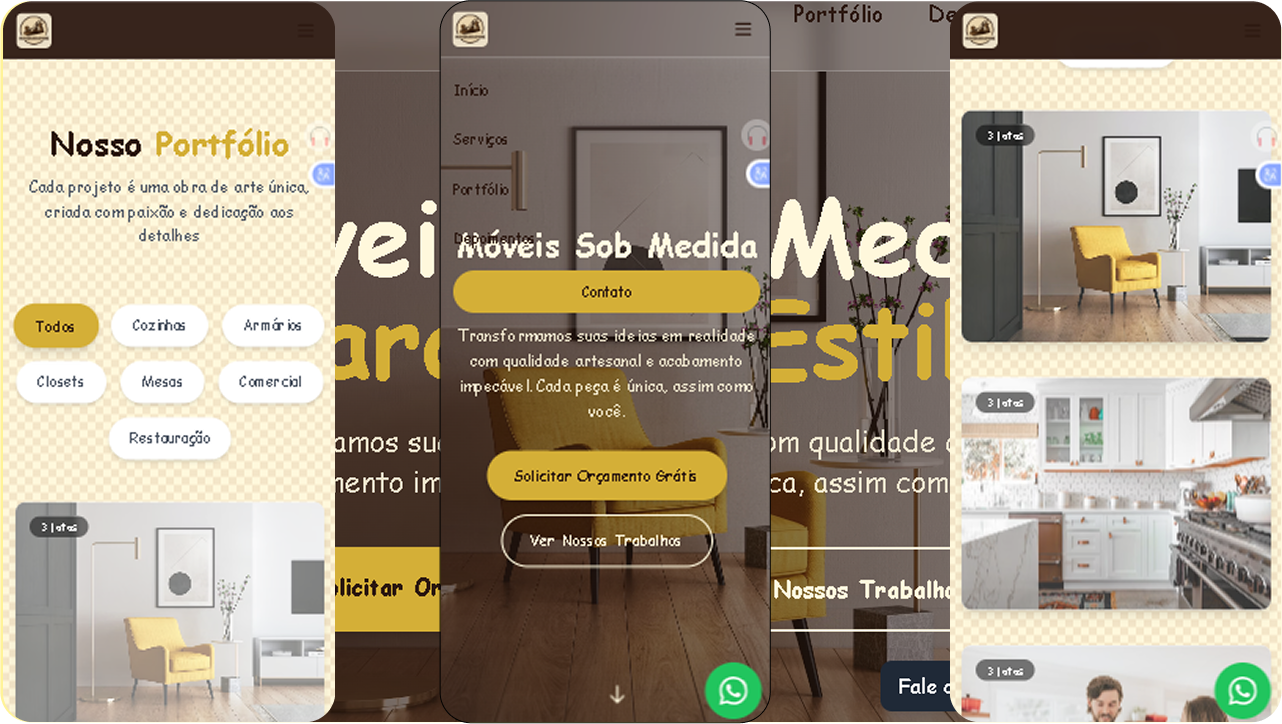 Nosso Portfólio
Cada projeto é uma obra de arte única,
criada com paixão e dedicação aos
detalhes
Todos
Cozinhas
Armários
Closets
Mesas
Comercial
Restauração
3 fotos
Início
Serviços
Portfólio
Depoimentos
Móveis Sob Medida
Contato
Transformamos suas ideias em realidade
com qualidade artesanal e acabamento
impecável. Cada peça é única, assim como
você.
Solicitar Orçamento Grátis
Ver Nossos Trabalhos
Portfólio
De
vei
Med
ara
Estil
amos suas
om qualidade
mento im
ca, assim com
olicitar Or
Nossos Trabalho
Fale
3 fotos
3 fotos
3 fotos